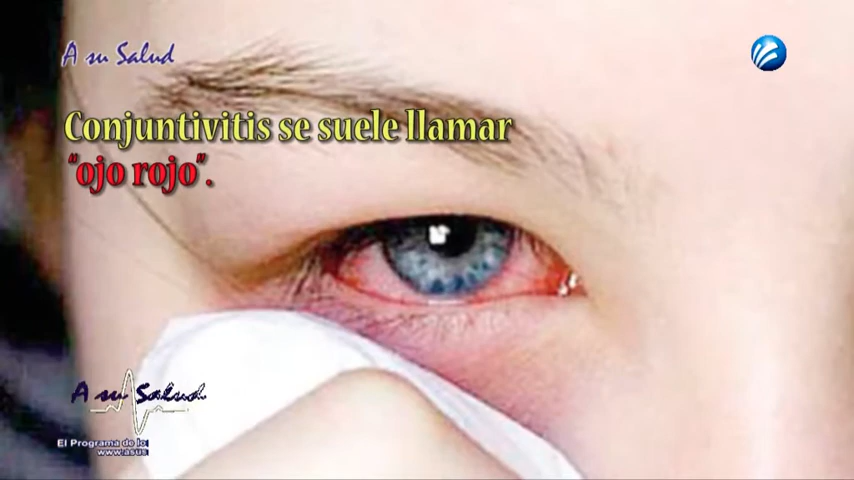 A su Salud
Conjuntivitis se suele llamar
"ojo rojo".
A su Salud
El Programa de lo
www.asus